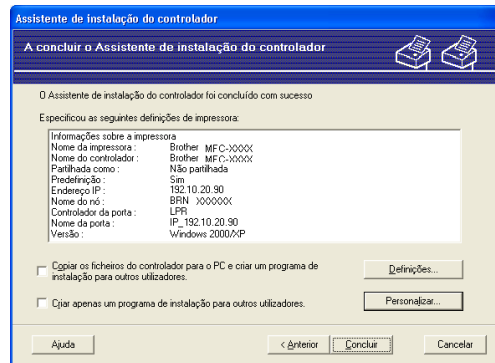 Assistente de instalação do controlador
A concluir o Assistente de instalação do controlador
O Assistente de instalação do controlador foi concluído com sucesso
Especificou as seguintes definições de impressora:
Informações sobre a impressora
Nome da impressora : Brother MFC-XXXX
Nome do controlador : Brother MFC-XXXX
Partilhada como : Não partilhada
Predefinição : Sim
Endereço IP : 192.10.20.90
Nome do nó : BRN XXXXXX
Controlador da porta : LPR
Nome da porta : IP_192.10.20.90
Versão : Windows 2000/XP
Copiar os ficheiros do controlador para o PC e criar um programa de
instalação para outros utilizadores.
Definições...
Criar apenas um programa de instalação para outros utilizadores.
Personalizar...
Ajuda
< Anterior
Concluir
Cancelar